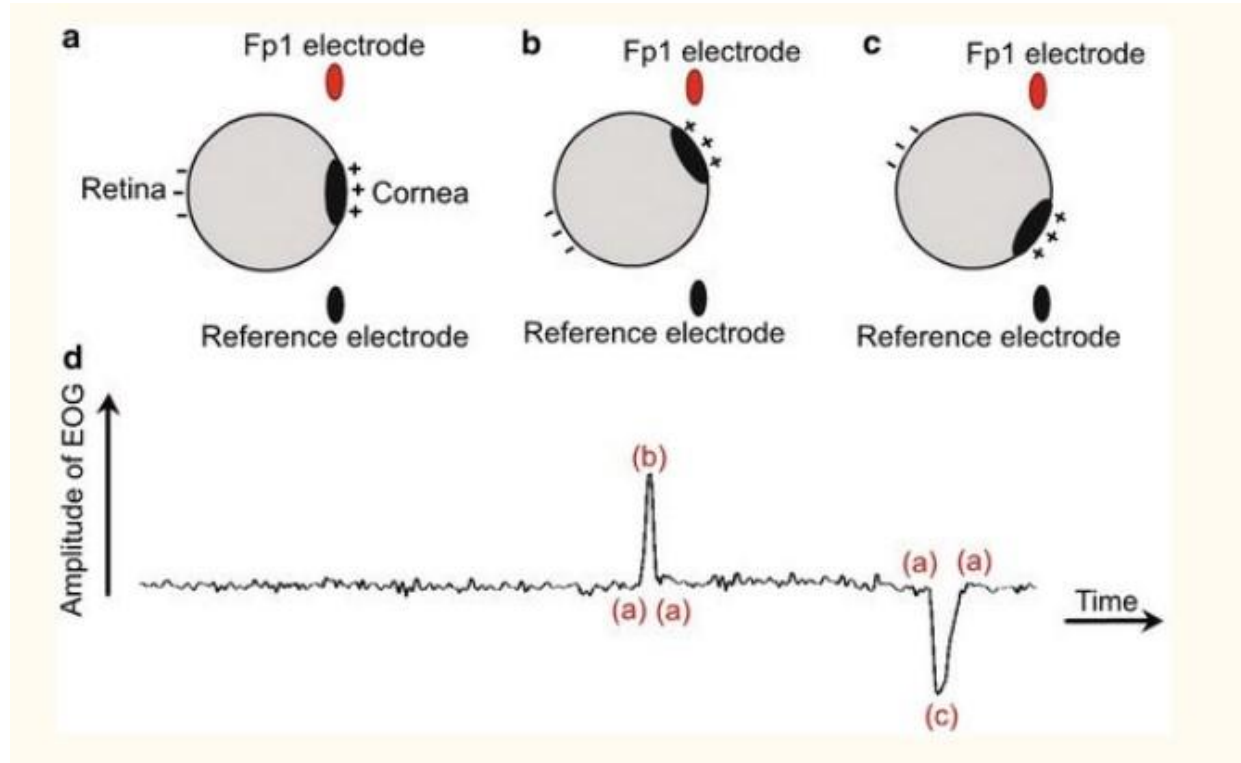 a
b
c
Fp1 electrode
Fp1 electrode
Fp1 electrode
- - -
+ + +
Retina
Cornea
Reference electrode
Reference electrode
Reference electrode
d
Amplitude of EOG
(b)
(a) (a)
(a) (a)
(c)
Time